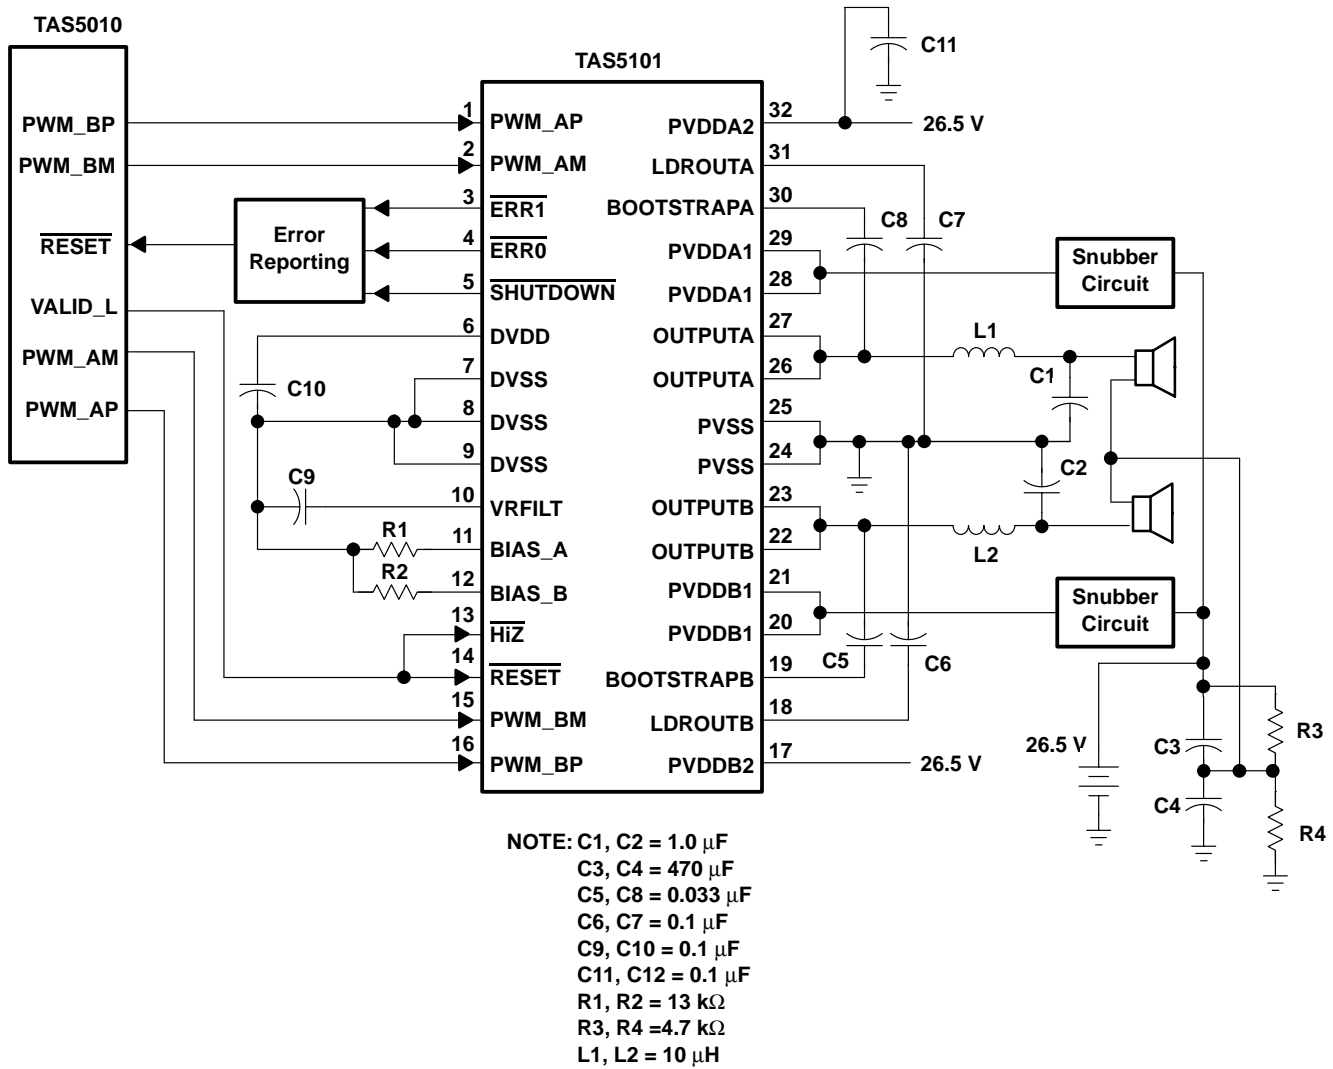 TAS5010
PWM_BP
PWM_BM
RESET
VALID_L
PWM_AM
PWM_AP
Error
Reporting
C10
C9
R1
R2
TAS5101
1 PWM_AP
2 PWM_AM
3 ERR1
4 ERR0
5 SHUTDOWN
6 DVDD
7 DVSS
8 DVSS
9 DVSS
10 VRFILT
11 BIAS_A
12 BIAS_B
13 HiZ
14 RESET
15 PWM_BM
16 PWM_BP
PVDDA2 32
LDROUTA 31
BOOTSTRAPA 30
PVDDA1 29
PVDDA1 28
OUTPUTA 27
OUTPUTA 26
PVSS 25
PVSS 24
OUTPUTB 23
OUTPUTB 22
PVDDB1 21
PVDDB1 20
BOOTSTRAPB 19
LDROUTB 18
PVDDB2 17
C11
26.5 V
C8
C7
Snubber
Circuit
L1
C1
C2
L2
Snubber
Circuit
C5
C6
26.5 V
26.5 V
C3
R3
C4
R4
NOTE: C1, C2 = 1.0 μF
C3, C4 = 470 μF
C5, C8 = 0.033 μF
C6, C7 = 0.1 μF
C9, C10 = 0.1 μF
C11, C12 = 0.1 μF
R1, R2 = 13 kΩ
R3, R4 =4.7 kΩ
L1, L2 = 10 μH